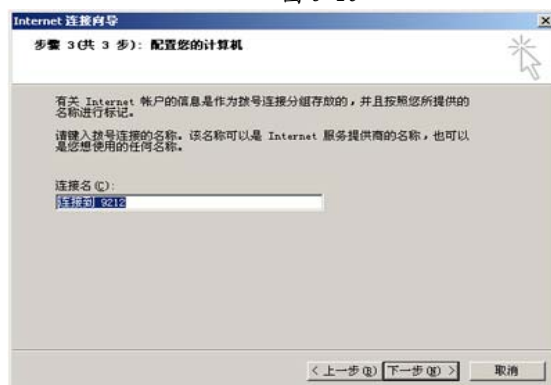 Internet 连接向导
步骤 3(共 3 步): 配置您的计算机
有关 Internet 帐户的信息是作为拨号连接分组存放的，并且按照您所提供的
名称进行标记。
请键入拨号连接的名称。该名称可以是 Internet 服务提供商的名称，也可以
是您想使用的任何名称。
连接名(C):
连接到 9212
< 上一步(B) 下一步(N) > 取消